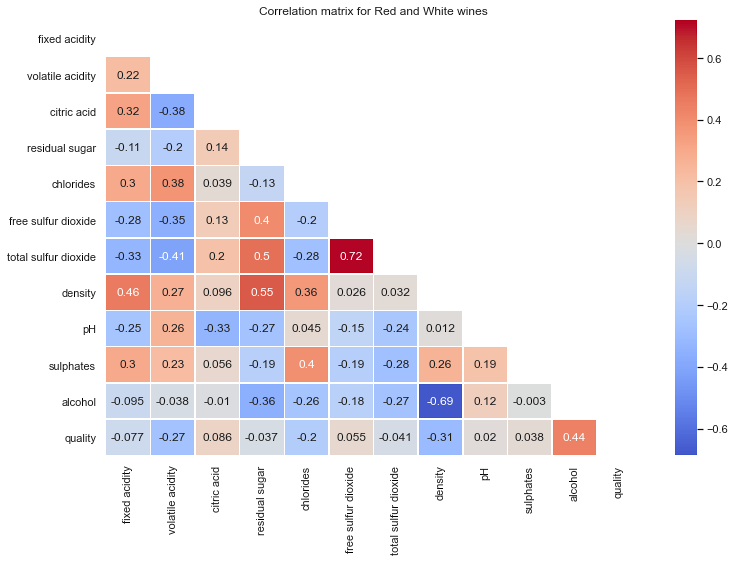 Correlation matrix for Red and White wines
fixed acidity
volatile acidity 0.22
citric acid 0.32 -0.38
residual sugar -0.11 -0.2 0.14
chlorides 0.3 0.38 0.039 -0.13
free sulfur dioxide -0.28 -0.35 0.13 0.4 -0.2
total sulfur dioxide -0.33 -0.41 0.2 0.5 -0.28 0.72
density 0.46 0.27 0.096 0.55 0.36 0.026 0.032
pH -0.25 0.26 -0.33 -0.27 0.045 -0.15 -0.24 0.012
sulphates 0.3 0.23 0.056 -0.19 0.4 -0.19 -0.28 0.26 0.19
alcohol -0.095 -0.038 -0.01 -0.36 -0.26 -0.18 -0.27 -0.69 0.12 -0.003
quality -0.077 -0.27 0.086 -0.037 -0.2 0.055 -0.041 -0.31 0.02 0.038 0.44
fixed acidity
volatile acidity
citric acid
residual sugar
chlorides
free sulfur dioxide
total sulfur dioxide
density
pH
sulphates
alcohol
quality
0.6
0.4
0.2
0.0
−0.2
−0.4
−0.6